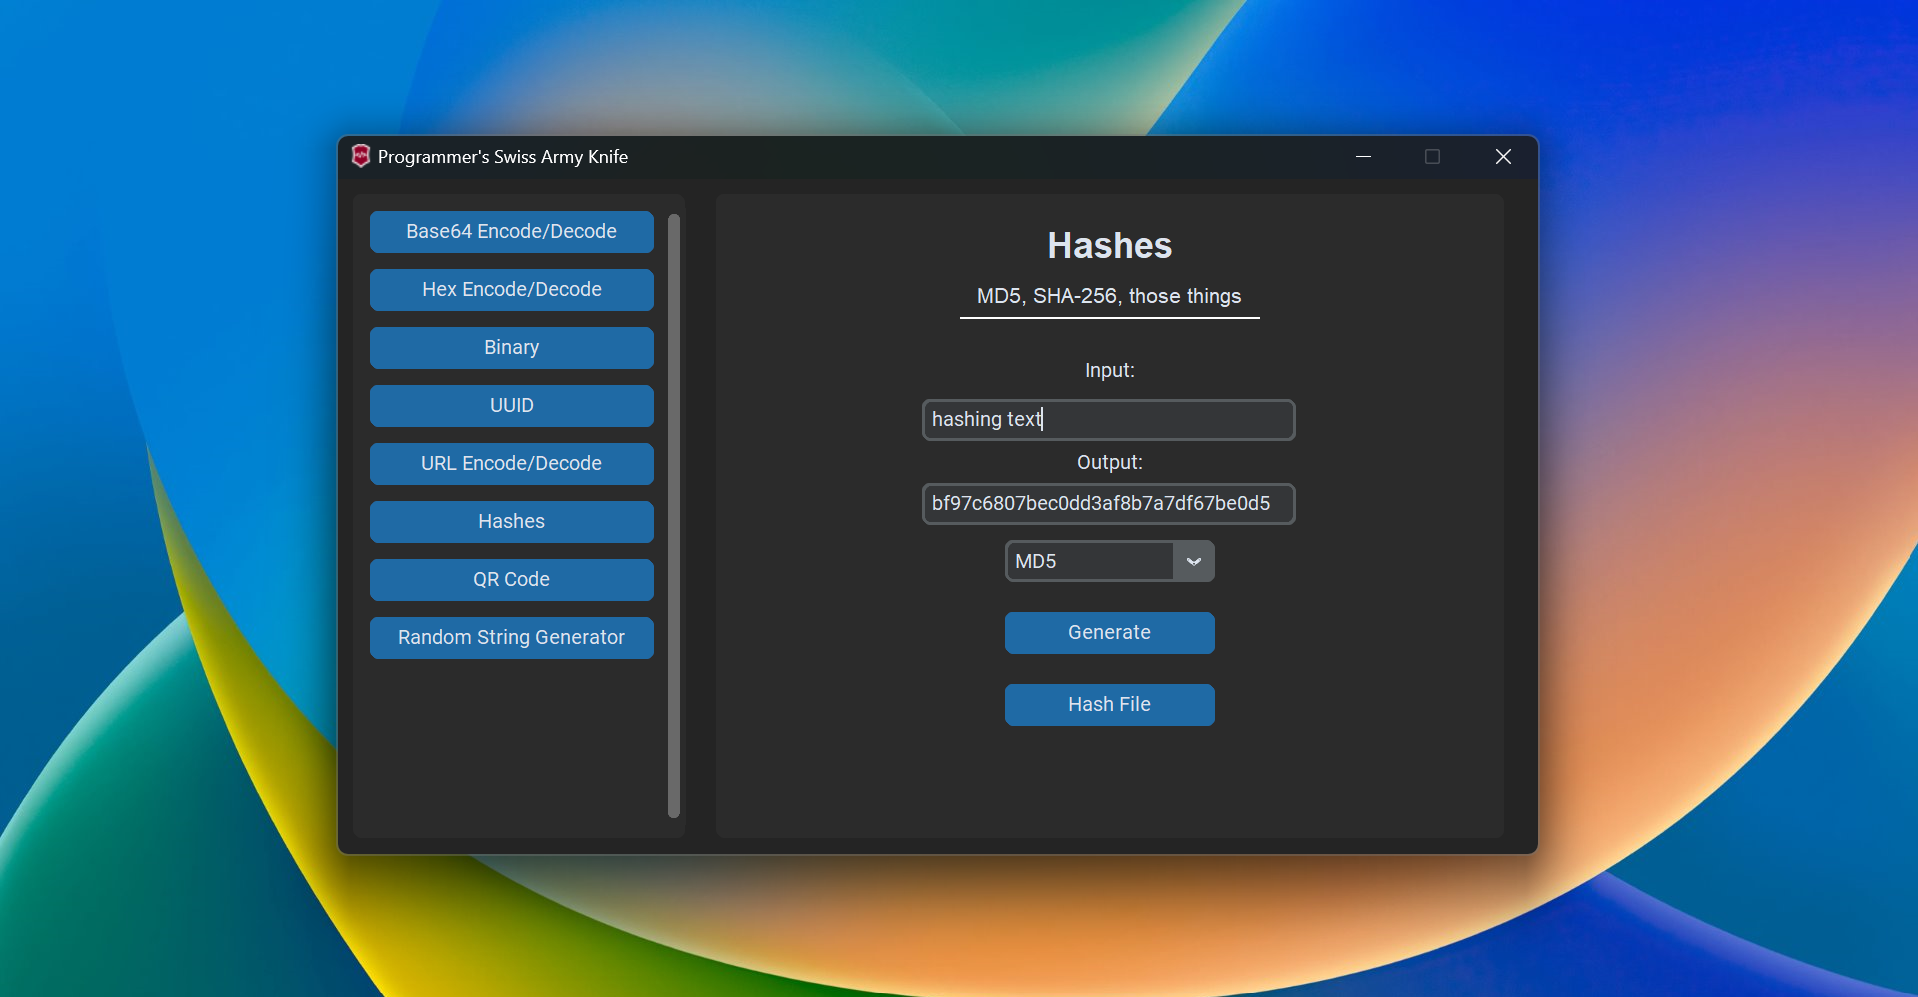 Programmer's Swiss Army Knife
Base64 Encode/Decode
Hex Encode/Decode
Binary
UUID
URL Encode/Decode
Hashes
QR Code
Random String Generator
Hashes
MD5, SHA-256, those things
Input:
hashing text
Output:
bf97c6807bec0dd3af8b7a7df67be0d5
MD5
Generate
Hash File